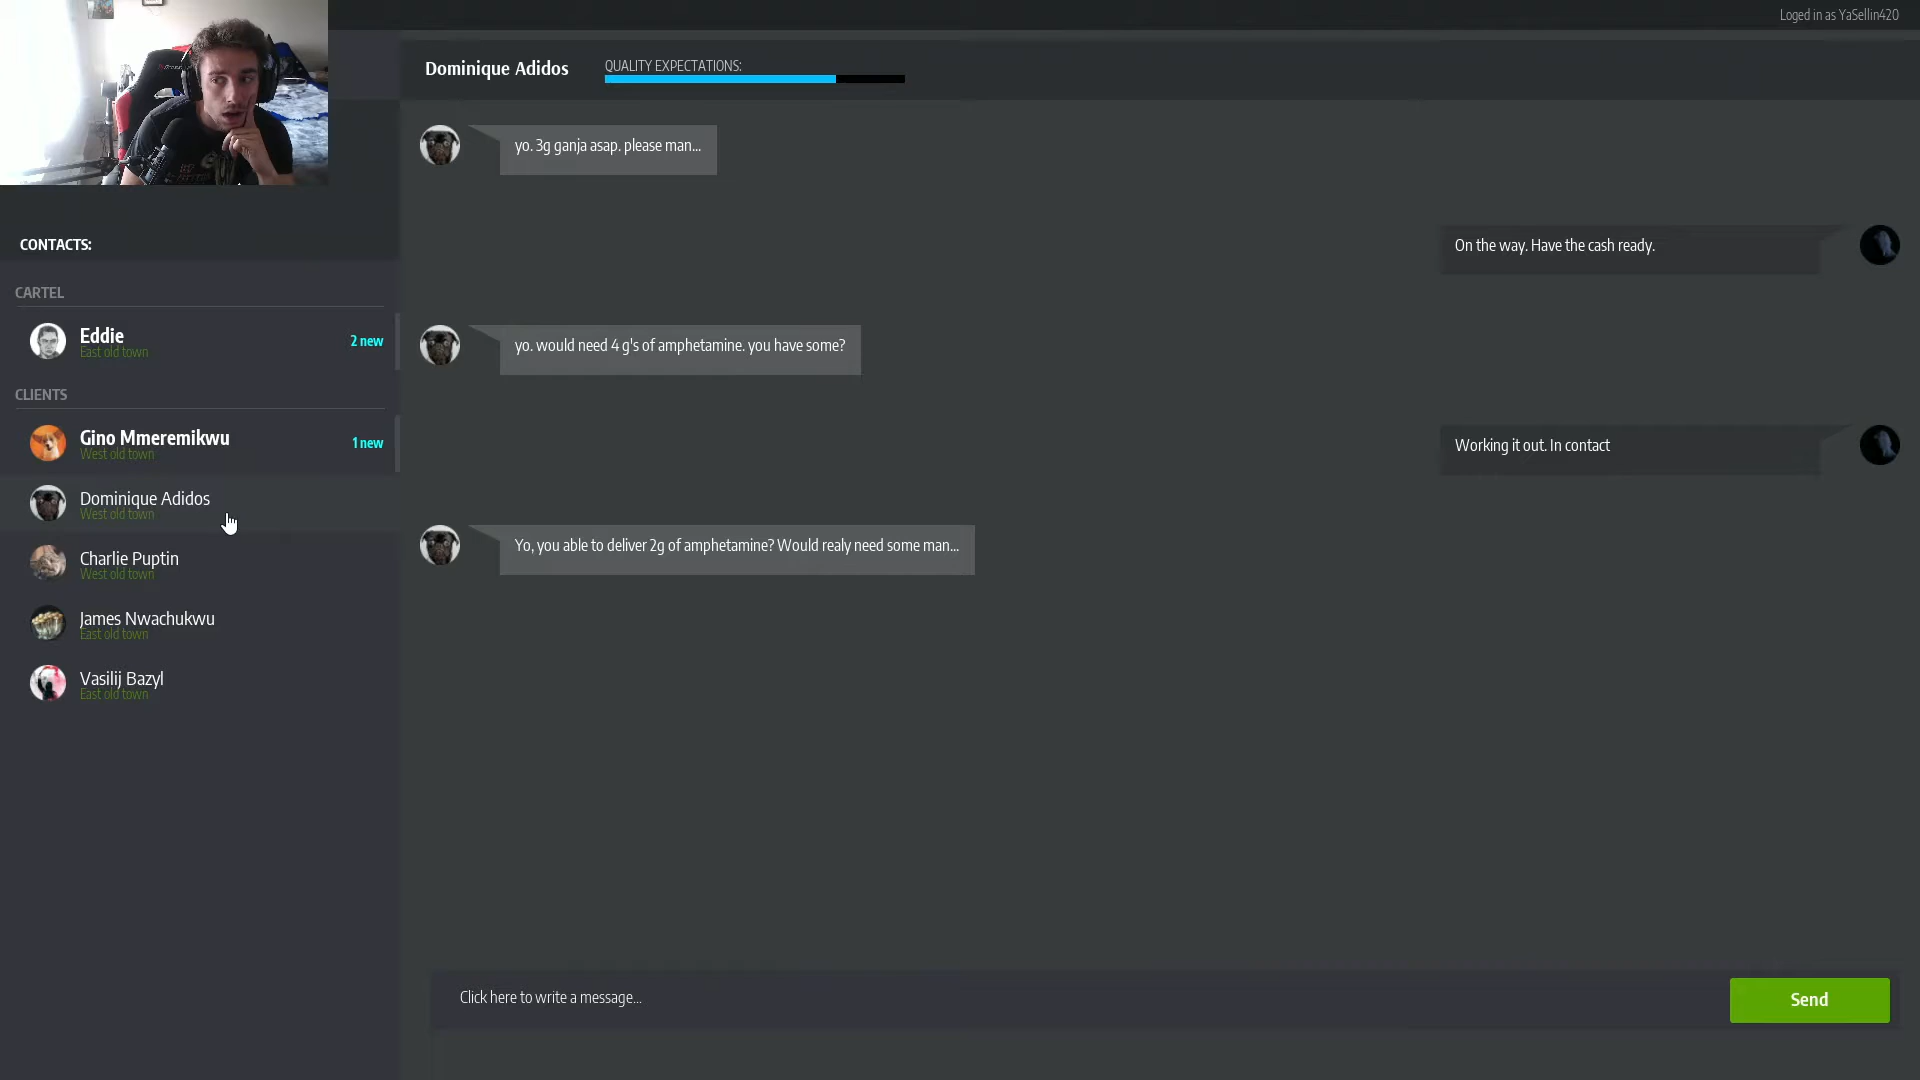 Loged in as YaSellin420
Dominique Adidos
QUALITY EXPECTATIONS:
yo. 3g ganja asap. please man...
On the way. Have the cash ready.
CONTACTS:
CARTEL
Eddie
2 new
East old town
yo. would need 4 g's of amphetamine. you have some?
CLIENTS
Gino Mmeremikwu
1 new
West old town
Working it out. In contact
Dominique Adidos
West old town
Yo, you able to deliver 2g of amphetamine? Would realy need some man...
Charlie Puptin
West old town
James Nwachukwu
East old town
Vasilij Bazyl
East old town
Click here to write a message...
Send